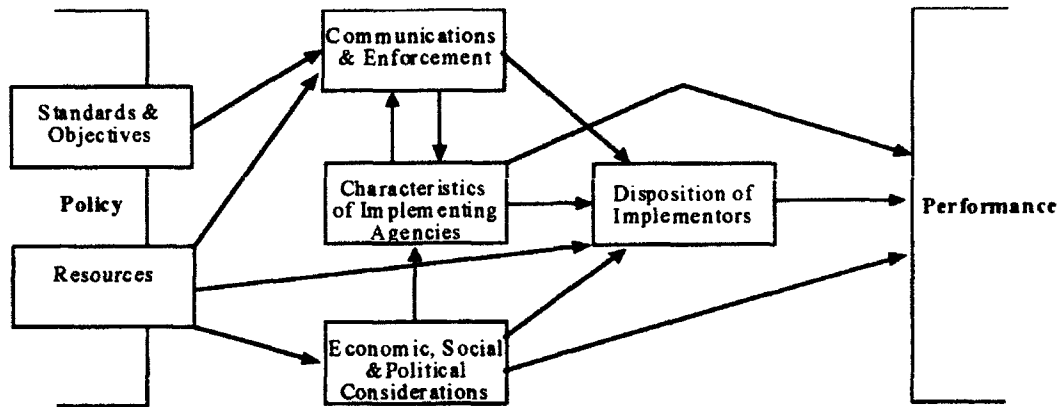 Communications
& Enforcement
Standards &
Objectives
Policy
Characteristics
of Implementing
Agencies
Disposition of
Implementors
Performance
Resources
Economic, Social
& Political
Considerations